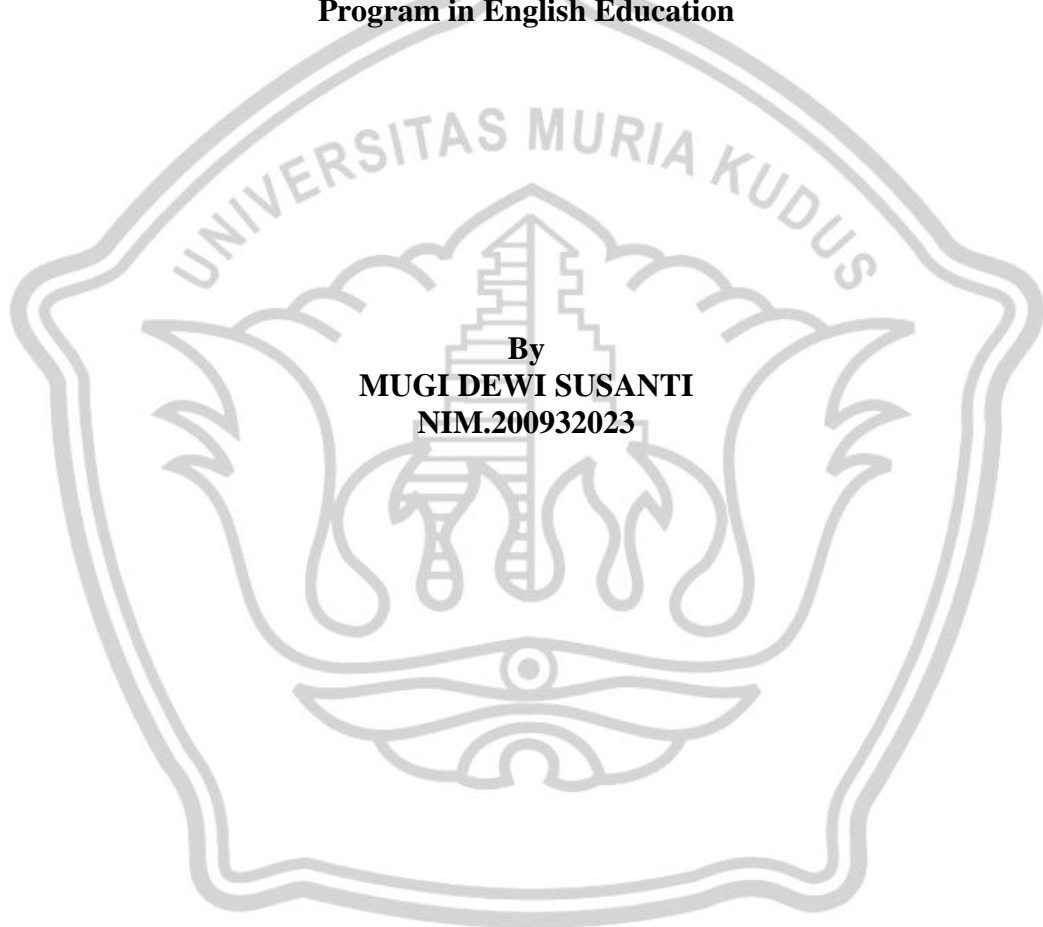 Program in English Education
UNIVERSITAS MURIA KUDUS
By
MUGI DEWI SUSANTI
NIM.200932023